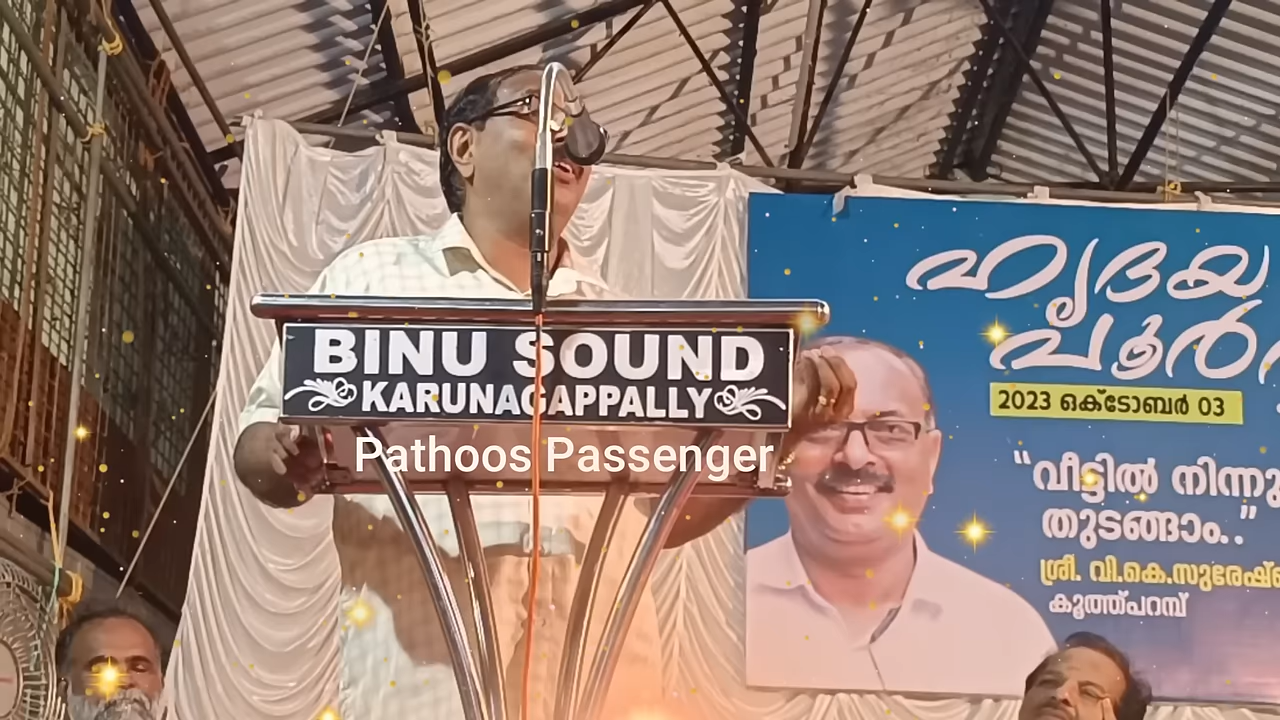 BINU SOUND
KARUNAGAPPALLY
Pathoos Passenger
ഹൃദയ
2023 ഒക്ടോബർ 03
"വീട്ടിൽ നിന്നു
തുടങ്ങാം.."
ശ്രീ. വി.കെ.സുരേഷ്
കൂത്ത്പറമ്പ്